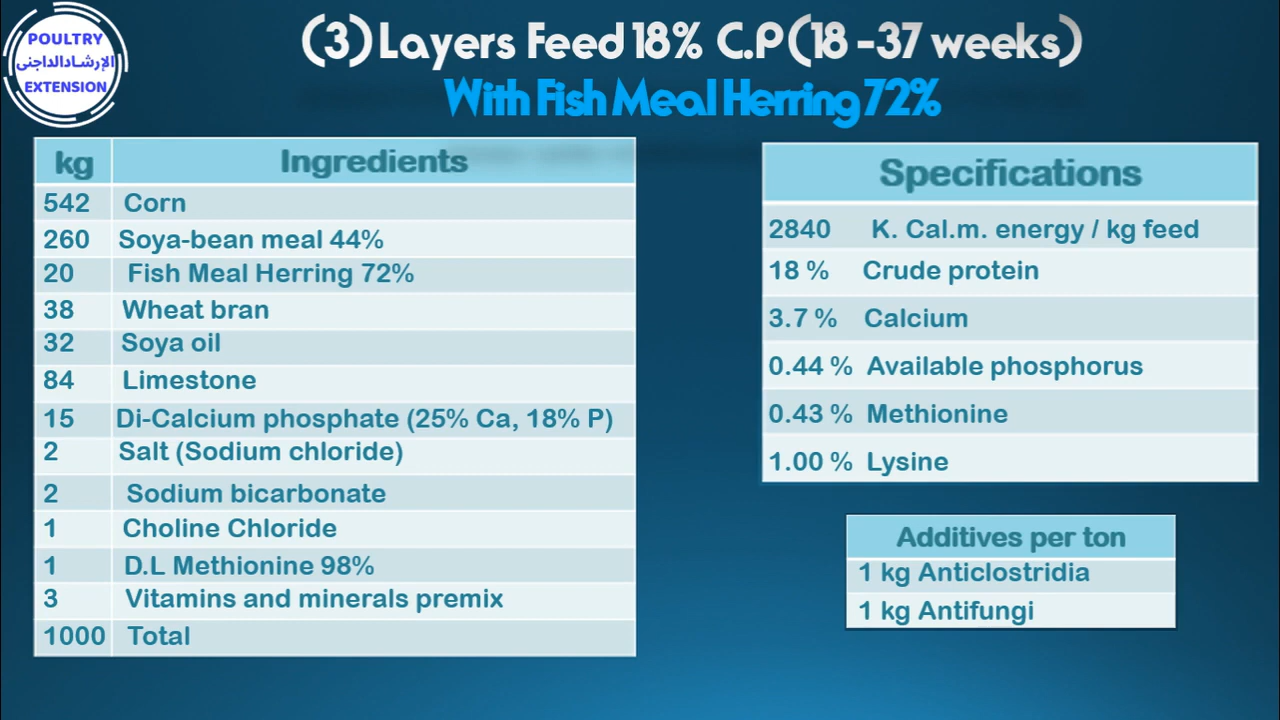 POULTRY
الإرشادالداجنى
EXTENSION
(3)Layers Feed 18% C.P(18 -37 weeks)
With Fish Meal Herring 72%
kg Ingredients
542 Corn
260 Soya-bean meal 44%
20 Fish Meal Herring 72%
38 Wheat bran
32 Soya oil
84 Limestone
15 Di-Calcium phosphate (25% Ca, 18% P)
2 Salt (Sodium chloride)
2 Sodium bicarbonate
1 Choline Chloride
1 D.L Methionine 98%
3 Vitamins and minerals premix
1000 Total
Specifications
2840 K. Cal.m. energy / kg feed
18 % Crude protein
3.7 % Calcium
0.44 % Available phosphorus
0.43 % Methionine
1.00 % Lysine
Additives per ton
1 kg Anticlostridia
1 kg Antifungi